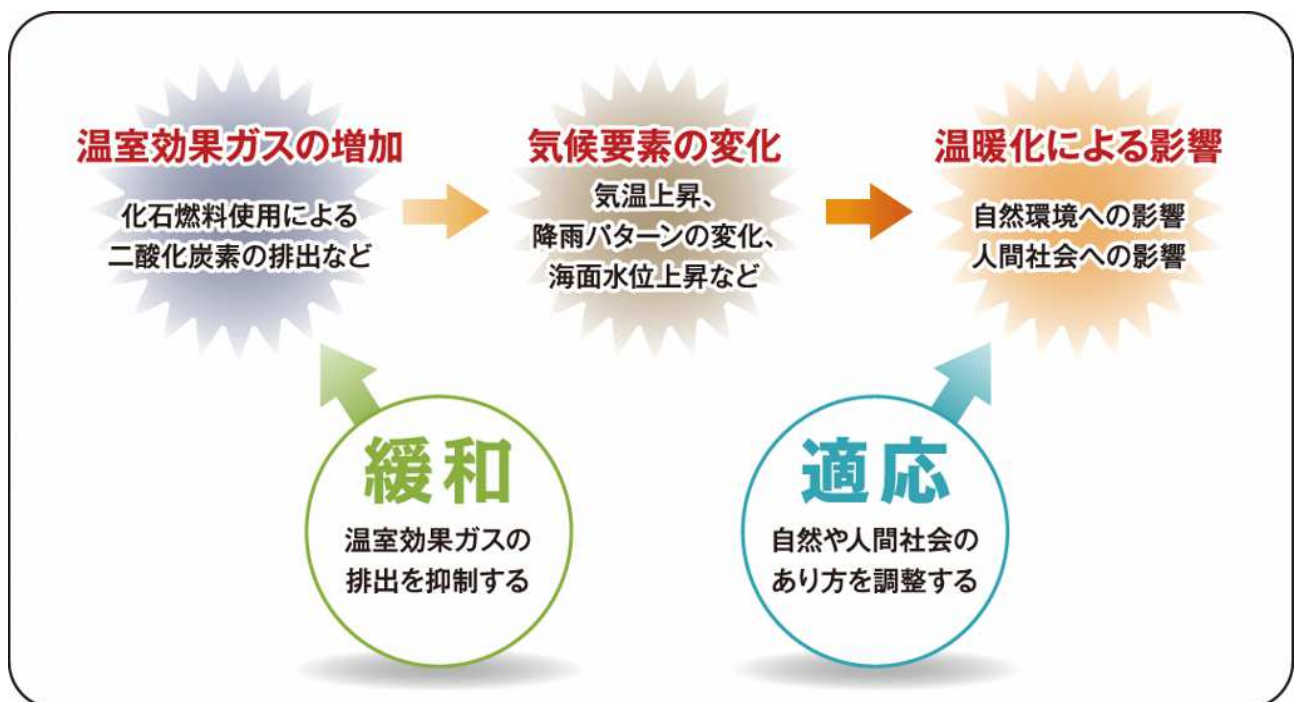 温室効果ガスの増加
化石燃料使用による
二酸化炭素の排出など
気候要素の変化
気温上昇、
降雨パターンの変化、
海面水位上昇など
温暖化による影響
自然環境への影響
人間社会への影響
緩和
温室効果ガスの
排出を抑制する
適応
自然や人間社会の
あり方を調整する